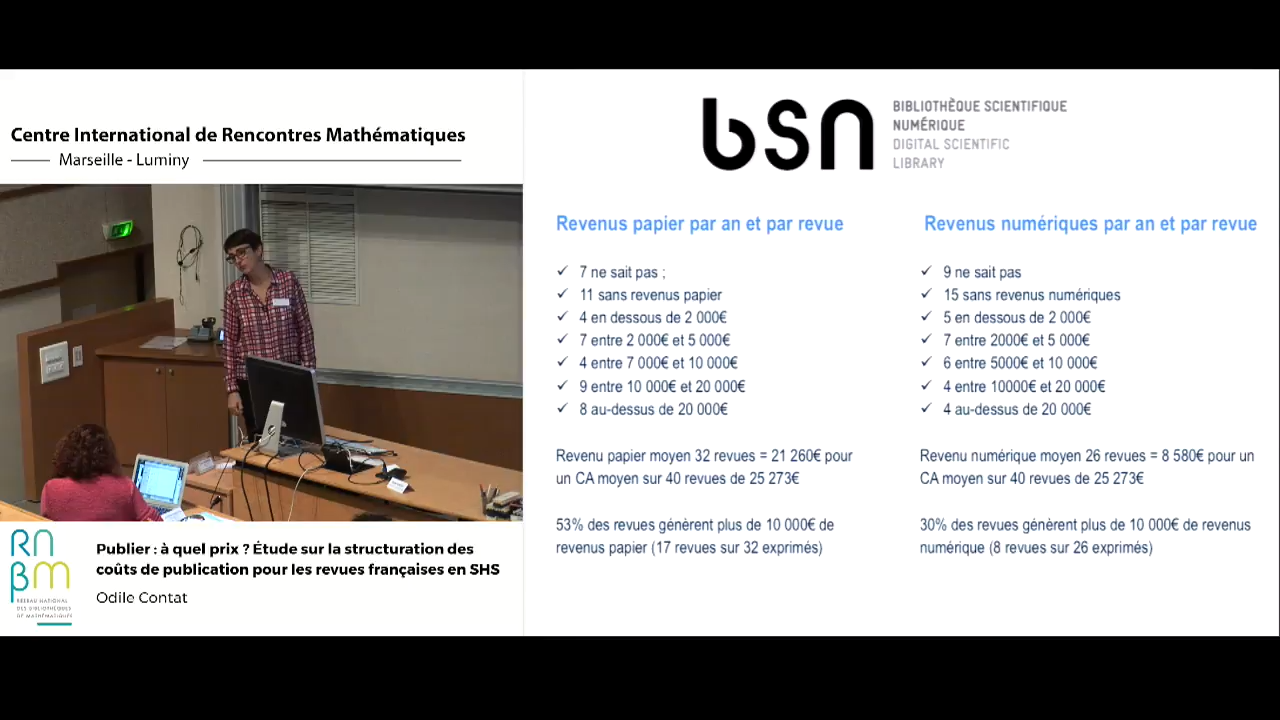 Centre International de Rencontres Mathématiques
Marseille - Luminy
RNBM
RÉSEAU NATIONAL
DES BIBLIOTHÈQUES
DE MATHÉMATIQUES
Publier : à quel prix ? Étude sur la structuration des
coûts de publication pour les revues françaises en SHS
Odile Contat
bsn
BIBLIOTHÈQUE SCIENTIFIQUE
NUMÉRIQUE
DIGITAL SCIENTIFIC
LIBRARY
Revenus papier par an et par revue
✓ 7 ne sait pas ;
✓ 11 sans revenus papier
✓ 4 en dessous de 2 000€
✓ 7 entre 2 000€ et 5 000€
✓ 4 entre 7 000€ et 10 000€
✓ 9 entre 10 000€ et 20 000€
✓ 8 au-dessus de 20 000€
Revenu papier moyen 32 revues = 21 260€ pour
un CA moyen sur 40 revues de 25 273€
53% des revues génèrent plus de 10 000€ de
revenus papier (17 revues sur 32 exprimés)
Revenus numériques par an et par revue
✓ 9 ne sait pas
✓ 15 sans revenus numériques
✓ 5 en dessous de 2 000€
✓ 7 entre 2000€ et 5 000€
✓ 6 entre 5000€ et 10 000€
✓ 4 entre 10000€ et 20 000€
✓ 4 au-dessus de 20 000€
Revenu numérique moyen 26 revues = 8 580€ pour un
CA moyen sur 40 revues de 25 273€
30% des revues génèrent plus de 10 000€ de revenus
numérique (8 revues sur 26 exprimés)